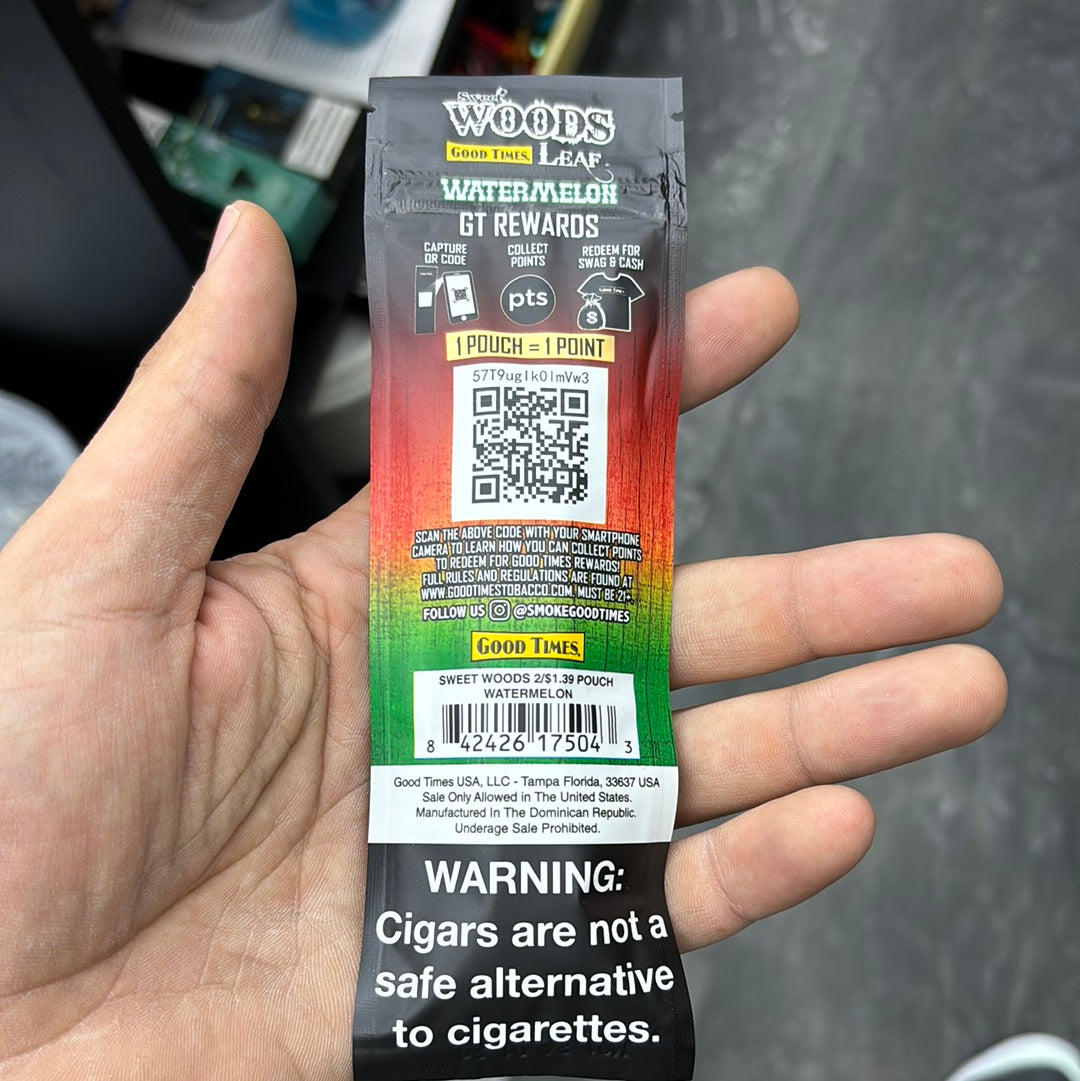 Sweet
WOODS
GOOD TIMES. LEAF
WATERMELON
GT REWARDS
CAPTURE QR CODE
COLLECT POINTS
REDEEM FOR SWAG & CASH
pts
$
1 POUCH = 1 POINT
57T9uglk0lmVw3
SCAN THE ABOVE CODE WITH YOUR SMARTPHONE
CAMERA TO LEARN HOW YOU CAN COLLECT POINTS
TO REDEEM FOR GOOD TIMES REWARDS!
FULL RULES AND REGULATIONS ARE FOUND AT
WWW.GOODTIMESTOBACCO.COM. MUST BE 21+.
FOLLOW US @SMOKEGOODTIMES
GOOD TIMES.
SWEET WOODS 2/$1.39 POUCH
WATERMELON
8 42426 17504 3
Good Times USA, LLC - Tampa Florida, 33637 USA
Sale Only Allowed in The United States.
Manufactured In The Dominican Republic.
Underage Sale Prohibited.
WARNING:
Cigars are not a
safe alternative
to cigarettes.